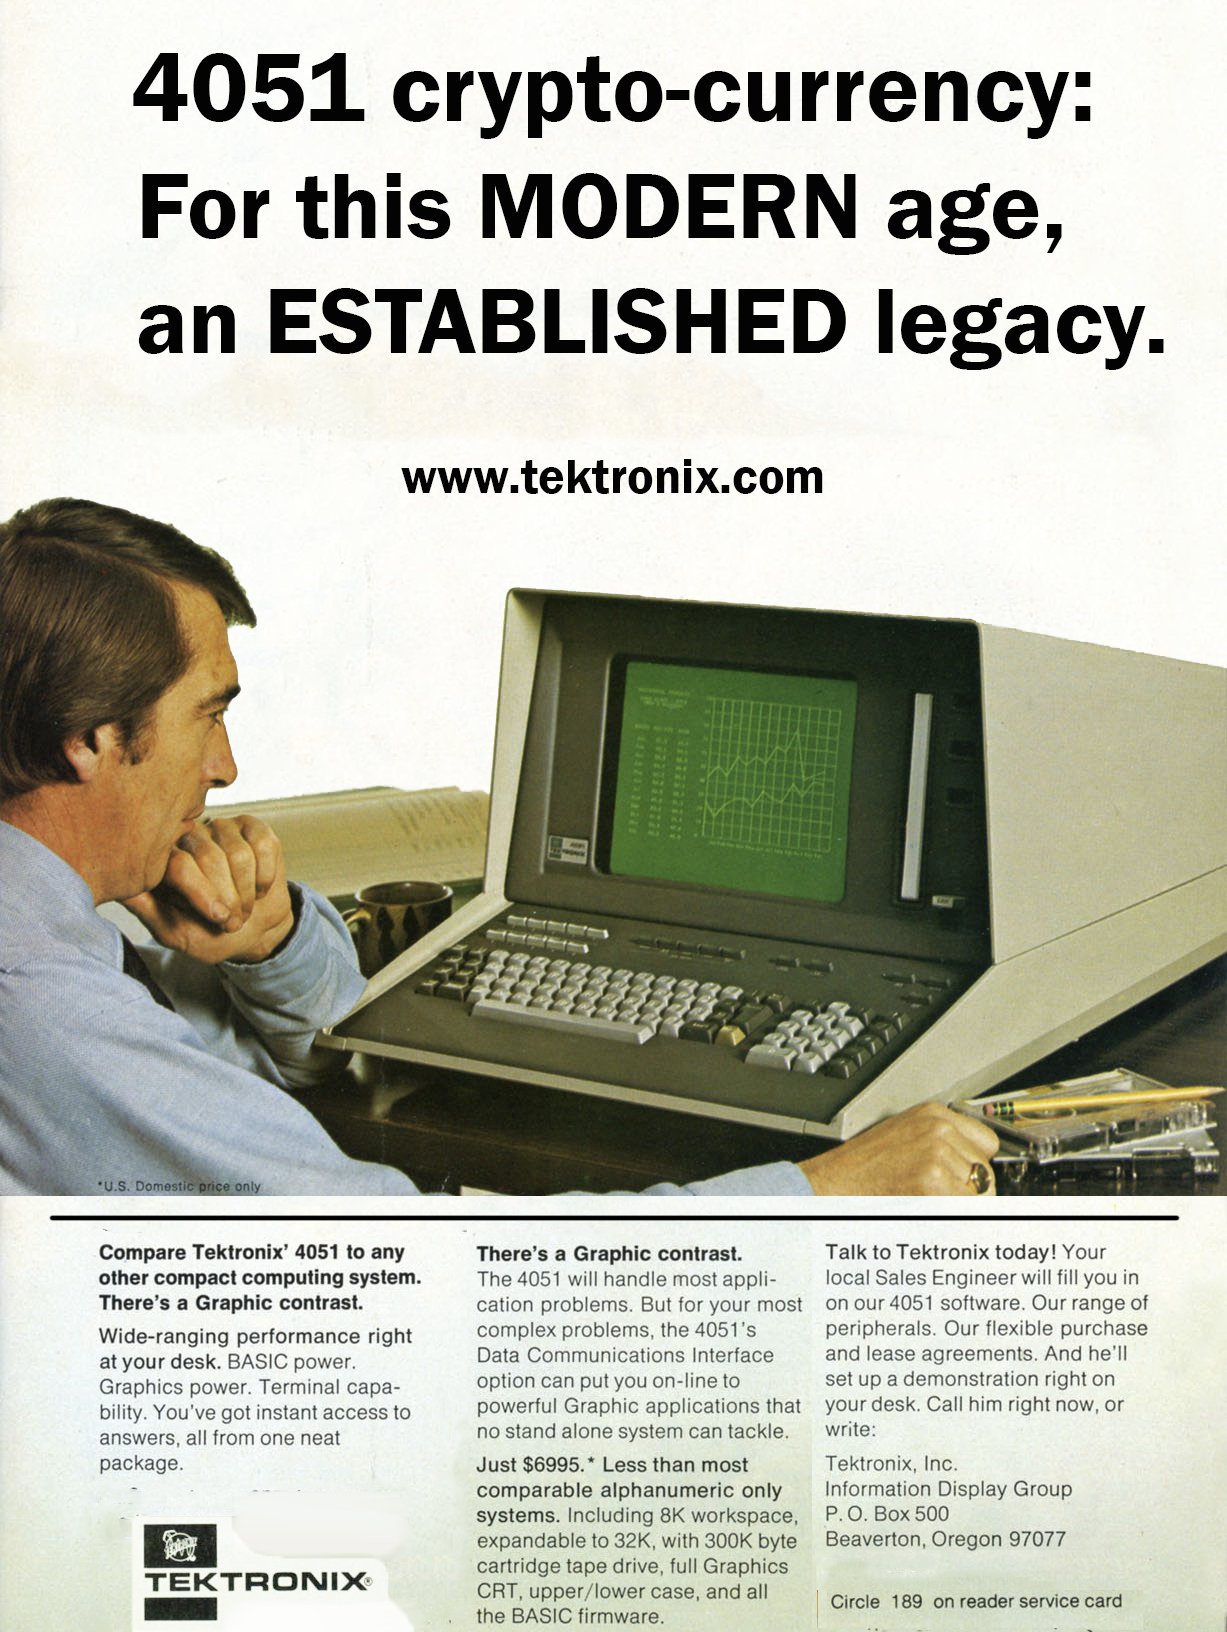 4051 crypto-currency:
For this MODERN age,
an ESTABLISHED legacy.
www.tektronix.com
TEKTRONIX
*U.S. Domestic price only
Compare Tektronix' 4051 to any
other compact computing system.
There's a Graphic contrast.
Wide-ranging performance right
at your desk. BASIC power.
Graphics power. Terminal capa-
bility. You've got instant access to
answers, all from one neat
package.
TEKTRONIX®
There's a Graphic contrast.
The 4051 will handle most appli-
cation problems. But for your most
complex problems, the 4051's
Data Communications Interface
option can put you on-line to
powerful Graphic applications that
no stand alone system can tackle.
Just $6995.* Less than most
comparable alphanumeric only
systems. Including 8K workspace,
expandable to 32K, with 300K byte
cartridge tape drive, full Graphics
CRT, upper/lower case, and all
the BASIC firmware.
Talk to Tektronix today! Your
local Sales Engineer will fill you in
on our 4051 software. Our range of
peripherals. Our flexible purchase
and lease agreements. And he'll
set up a demonstration right on
your desk. Call him right now, or
write:
Tektronix, Inc.
Information Display Group
P. O. Box 500
Beaverton, Oregon 97077
Circle 189 on reader service card